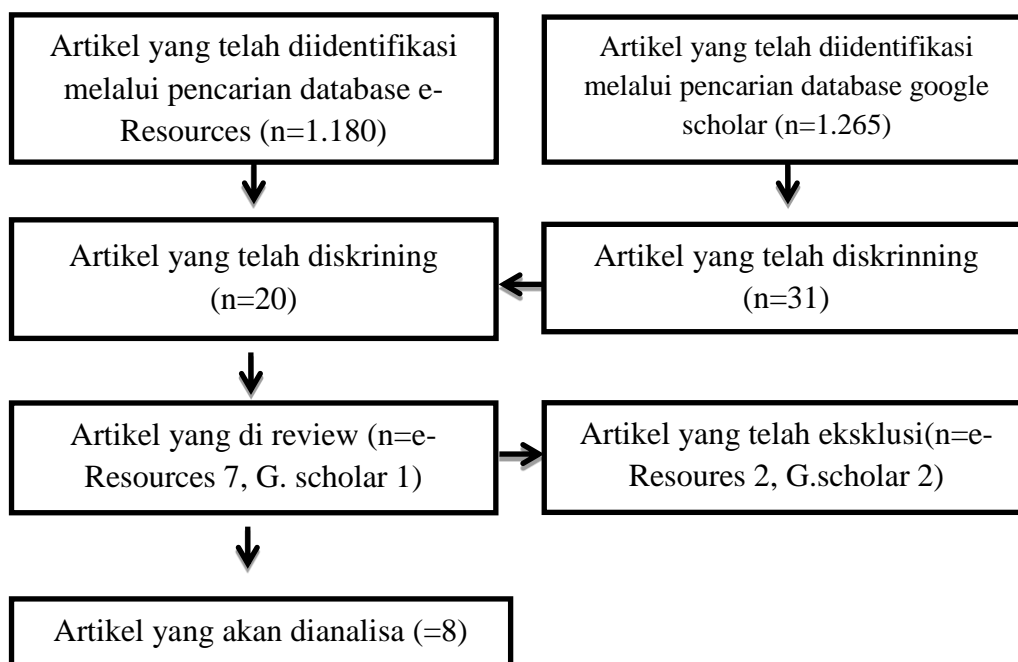 Artikel yang telah diidentifikasi
melalui pencarian database e-
Resources (n=1.180)
Artikel yang telah diidentifikasi
melalui pencarian database google
scholar (n=1.265)
Artikel yang telah diskrining
(n=20)
Artikel yang telah diskrinning
(n=31)
Artikel yang di review (n=e-
Resources 7, G. scholar 1)
Artikel yang telah eksklusi(n=e-
Resoures 2, G.scholar 2)
Artikel yang akan dianalisa (=8)